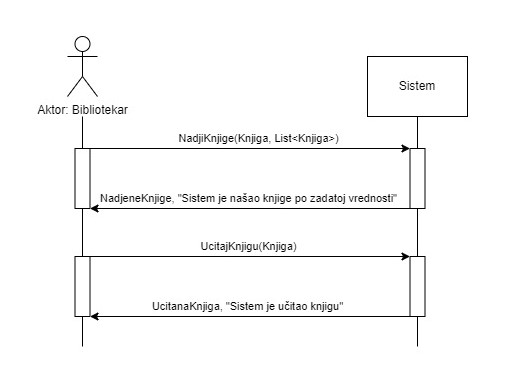 Aktor: Bibliotekar
Sistem
NadjiKnjige(Knjiga, List<Knjiga>)
NadjeneKnjige, "Sistem je našao knjige po zadatoj vrednosti"
UcitajKnjigu(Knjiga)
UcitanaKnjiga, "Sistem je učitao knjigu"